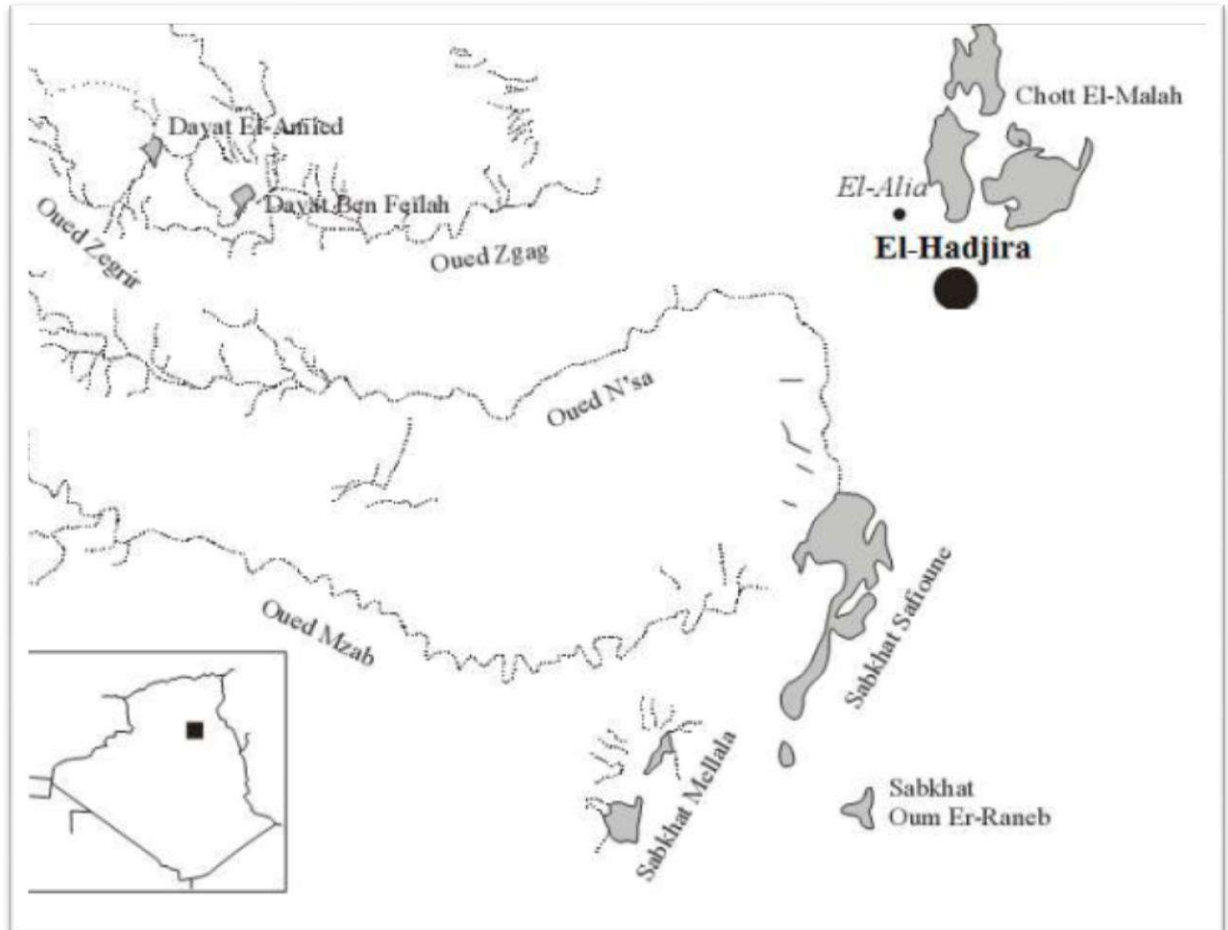 Chott El-Malah
Dayat El-Amied
El-Alia
Dayat Ben Feilah
Oued Zegrir
Oued Zgag
El-Hadjira
Oued N'sa
Oued Mzab
Sabkhat Safioune
Sabkhat Mellala
Sabkhat
Oum Er-Raneb